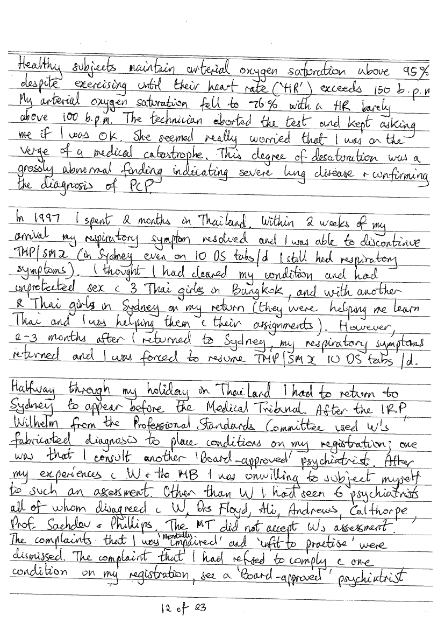 Healthy subjects maintain arterial oxygen saturation above 95%
despite exercising until their heart rate ('HR') exceeds 150 b.p.m
My arterial oxygen saturation fell to 76% with a HR barely
above 100 b.p.m. The technician aborted the test and kept asking
me if I was OK. She seemed really worried that I was on the
verge of a medical catastrophe. This degree of desaturation was a
grossly abnormal finding indicating severe lung disease + confirming
the diagnosis of PCP.
In 1997 I spent 2 months in Thailand. Within 2 weeks of my
arrival my respiratory symptom resolved and I was able to discontinue
TMP/SMX (in Sydney even on 10 DS tabs/d I still had respiratory
symptoms). I thought I had cleared my condition and had
unprotected sex c 3 Thai girls in Bangkok, and with another
2 Thai girls in Sydney on my return (they were helping me learn
Thai and I was helping them c their assignments). However,
2-3 months after I returned to Sydney, my respiratory symptoms
returned and I was forced to resume TMP/SMX 10 DS tabs /d.
Halfway through my holiday in Thailand I had to return to
Sydney to appear before the Medical Tribunal. After the I.R.P,
Wilhelm from the Professional Standards Committee used W's
fabricated diagnosis to place conditions on my registration; one
was that I consult another 'Board-approved' psychiatrist. After
my experiences c W + the MB I was unwilling to subject myself
to such an assessment. Other than W I had seen 6 psychiatrists
all of whom disagreed c W, Drs Floyd, Ali, Andrews, Calthorpe,
Prof. Sachdev + Phillips. The MT did not accept W's assessment.
The complaints that I was 'mentally impaired' and 'unfit to practise' were
dismissed. The complaint that I had refused to comply c one
condition on my registration, see a 'Board-approved' psychiatrist
12 of 23